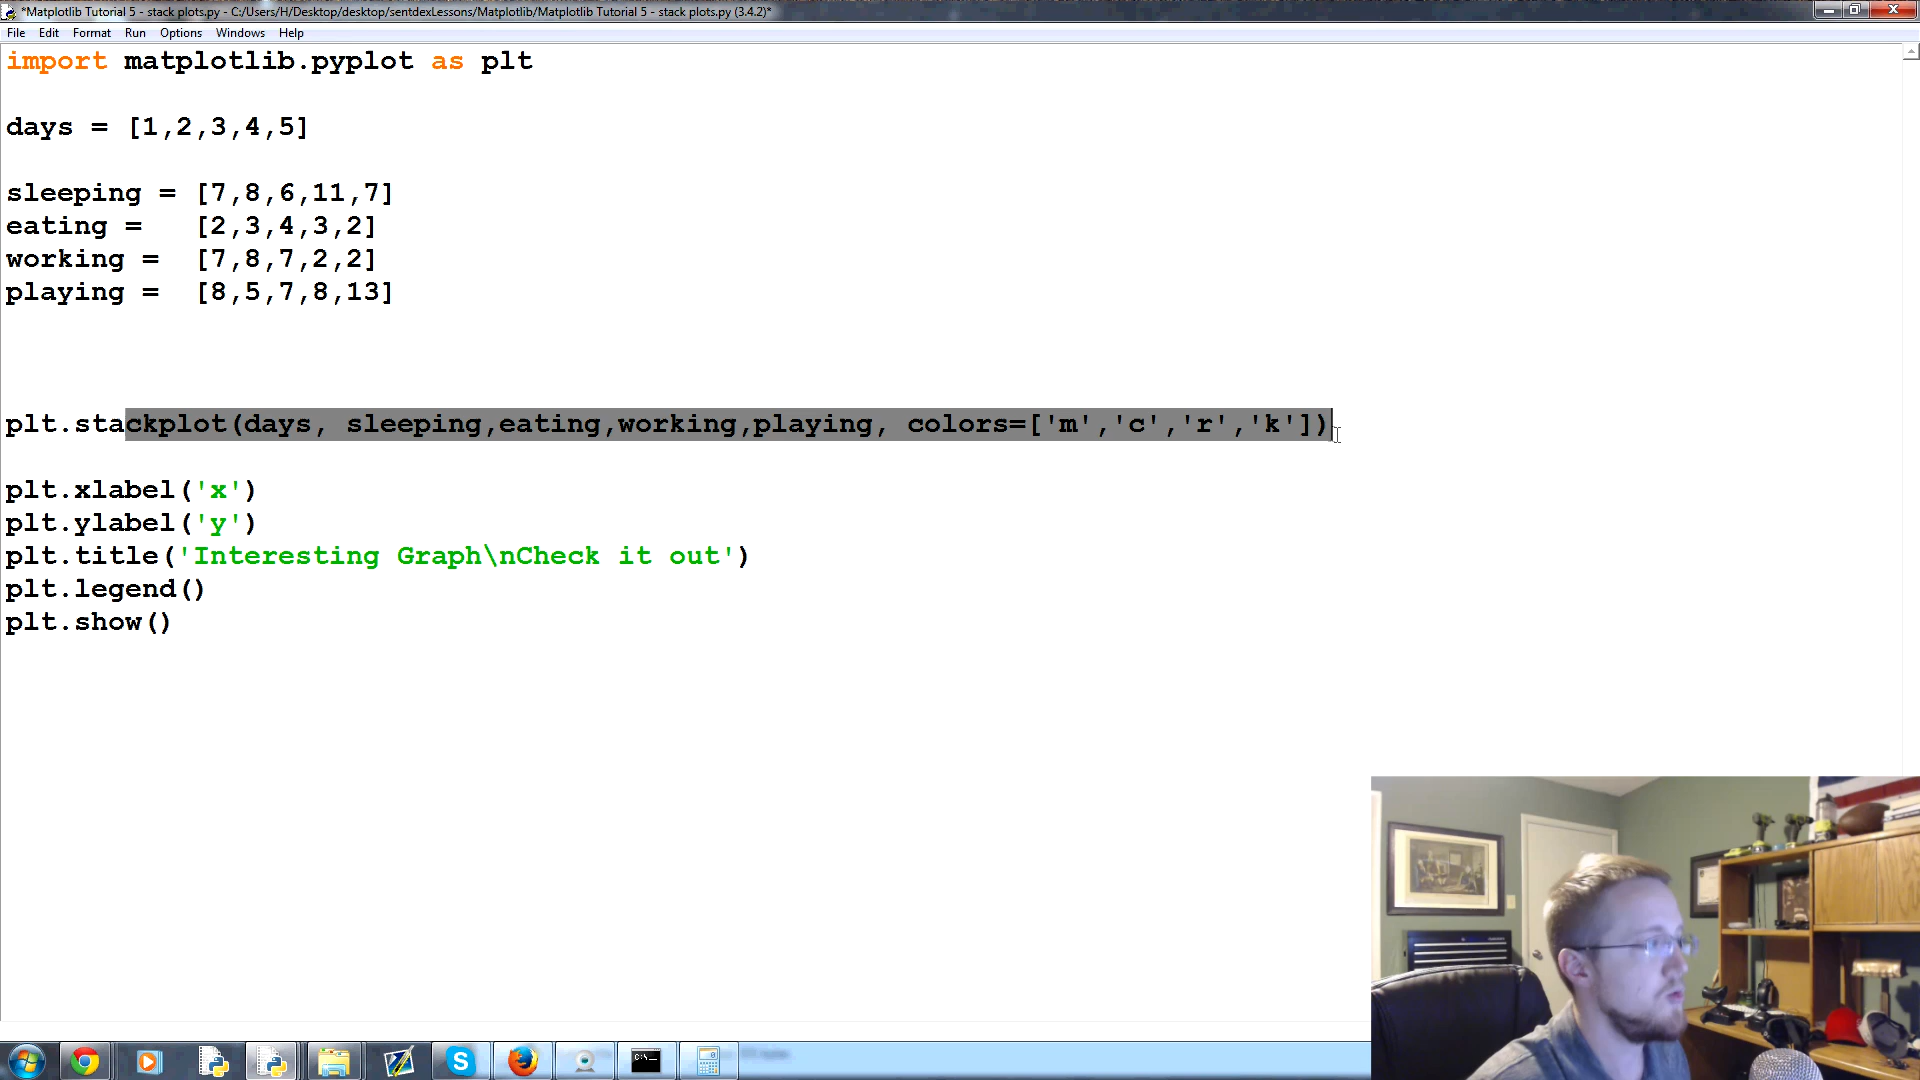 *Matplotlib Tutorial 5 - stack plots.py - C:/Users/H/Desktop/desktop/sentdexLessons/Matplotlib/Matplotlib Tutorial 5 - stack plots.py (3.4.2)*
File Edit Format Run Options Windows Help
import matplotlib.pyplot as plt
days = [1,2,3,4,5]
sleeping = [7,8,6,11,7]
eating =   [2,3,4,3,2]
working =  [7,8,7,2,2]
playing =  [8,5,7,8,13]
plt.stackplot(days, sleeping,eating,working,playing, colors=['m','c','r','k'])
plt.xlabel('x')
plt.ylabel('y')
plt.title('Interesting Graph\nCheck it out')
plt.legend()
plt.show()